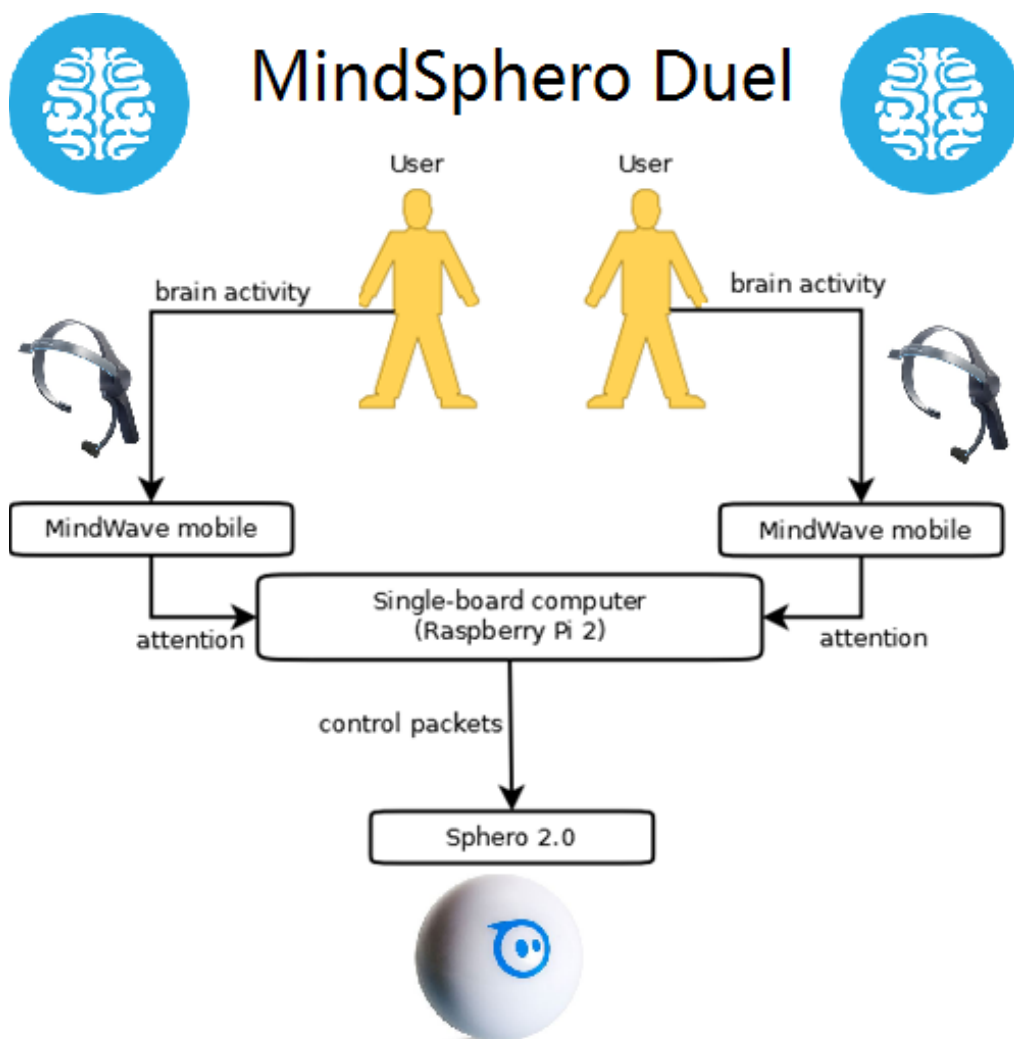 MindSphero Duel
User
User
brain activity
brain activity
MindWave mobile
MindWave mobile
Single-board computer
(Raspberry Pi 2)
attention
attention
control packets
Sphero 2.0